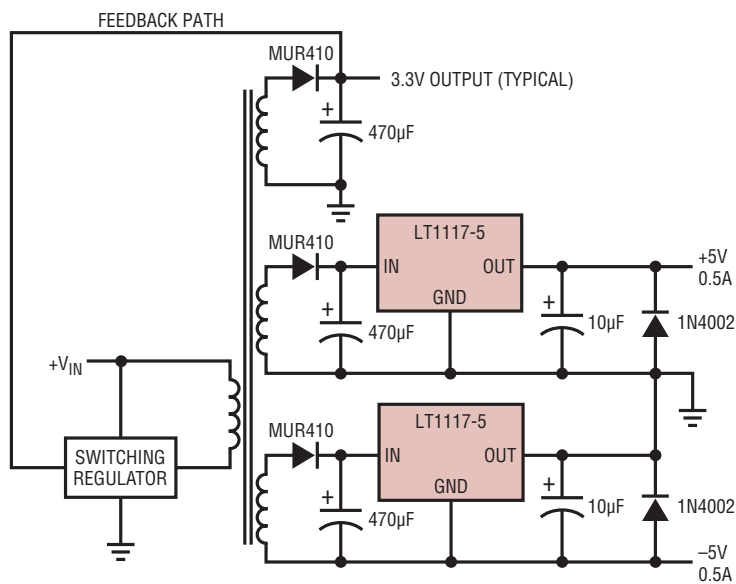 FEEDBACK PATH
MUR410
3.3V OUTPUT (TYPICAL)
+
470µF
MUR410
LT1117-5
IN
OUT
GND
+5V
0.5A
+
470µF
+
10µF
1N4002
+VIN
SWITCHING
REGULATOR
MUR410
LT1117-5
IN
OUT
GND
+
470µF
+
10µF
1N4002
–5V
0.5A